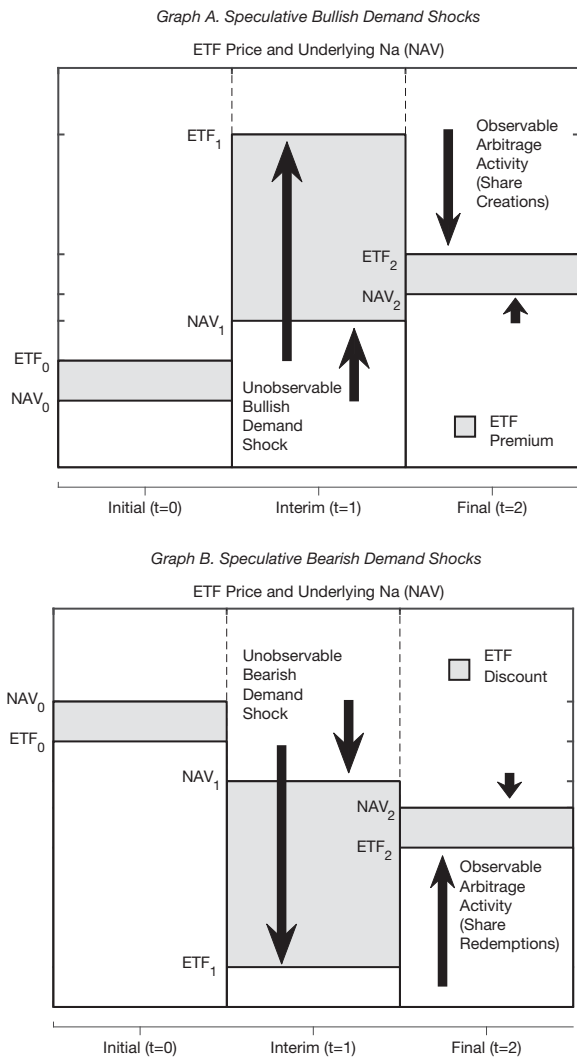 Graph A. Speculative Bullish Demand Shocks
ETF Price and Underlying Na (NAV)
ETF1
Observable
Arbitrage
Activity
(Share
Creations)
ETF2
NAV2
NAV1
ETF0
NAV0
Unobservable
Bullish
Demand
Shock
ETF
Premium
Initial (t=0)
Interim (t=1)
Final (t=2)
Graph B. Speculative Bearish Demand Shocks
ETF Price and Underlying Na (NAV)
Unobservable
Bearish
Demand
Shock
ETF
Discount
NAV0
ETF0
NAV1
NAV2
ETF2
Observable
Arbitrage
Activity
(Share
Redemptions)
ETF1
Initial (t=0)
Interim (t=1)
Final (t=2)